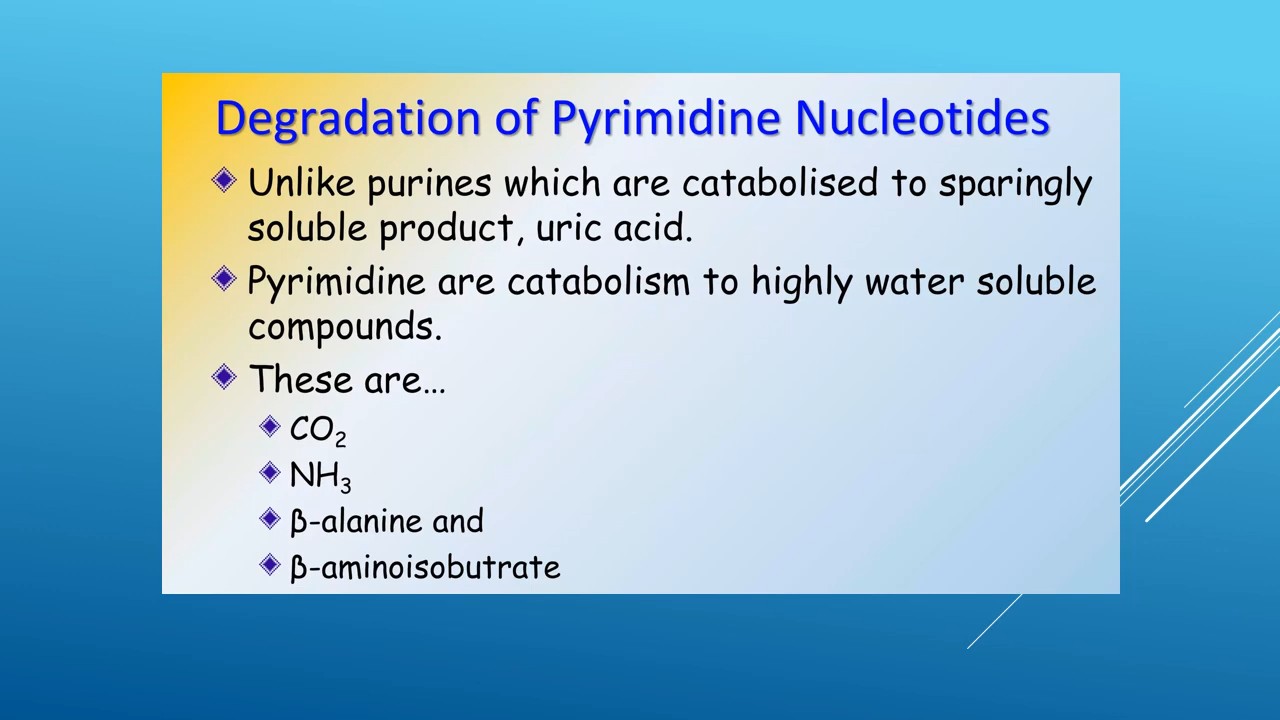 Degradation of Pyrimidine Nucleotides
Unlike purines which are catabolised to sparingly
soluble product, uric acid.
Pyrimidine are catabolism to highly water soluble
compounds.
These are…
CO₂
NH₃
β-alanine and
β-aminoisobutrate